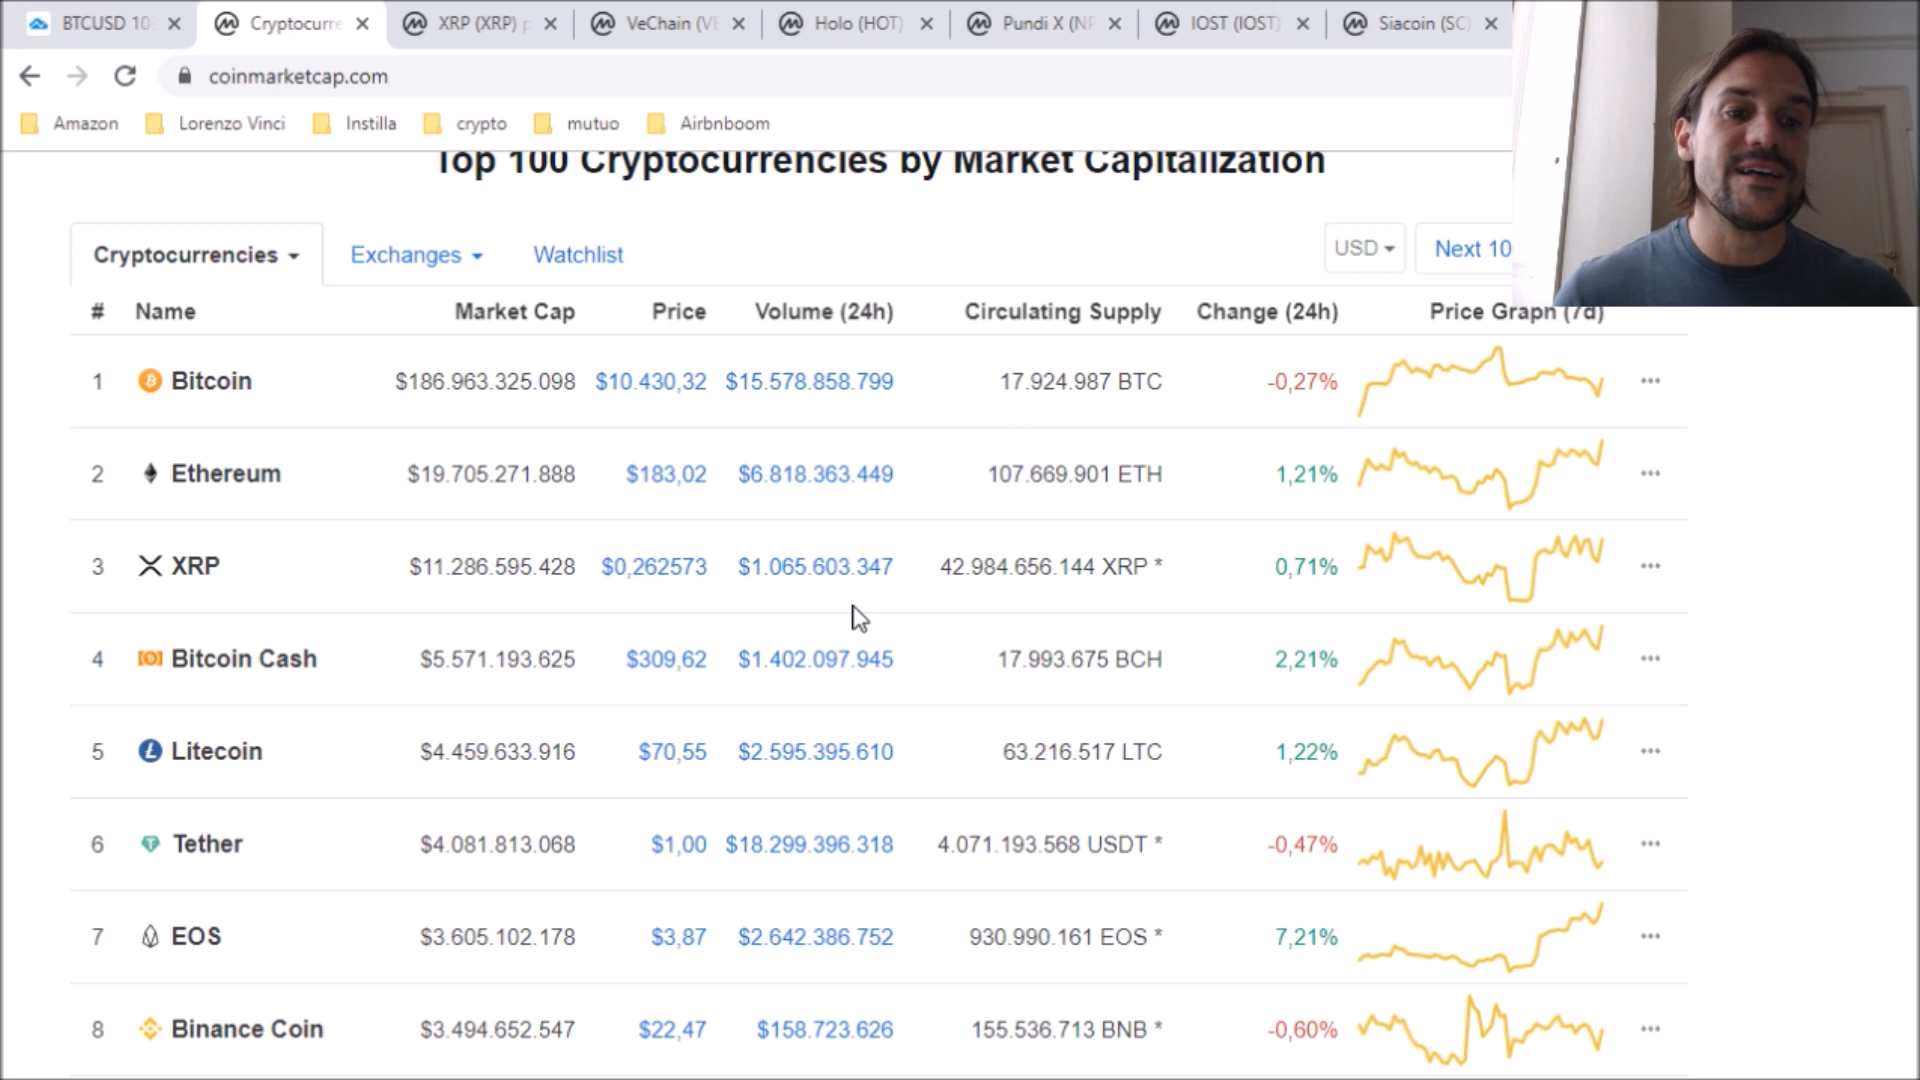 BTCUSD 10
Cryptocurre
XRP (XRP) p
VeChain (VE
Holo (HOT)
Pundi X (NP
IOST (IOST)
Siacoin (SC)
coinmarketcap.com
Amazon
Lorenzo Vinci
Instilla
crypto
mutuo
Airbnboom
Top 100 Cryptocurrencies by Market Capitalization
Cryptocurrencies
Exchanges
Watchlist
USD
Next 10
# Name Market Cap Price Volume (24h) Circulating Supply Change (24h) Price Graph (7d)
1 Bitcoin $186.963.325.098 $10.430,32 $15.578.858.799 17.924.987 BTC -0,27%
2 Ethereum $19.705.271.888 $183,02 $6.818.363.449 107.669.901 ETH 1,21%
3 XRP $11.286.595.428 $0,262573 $1.065.603.347 42.984.656.144 XRP * 0,71%
4 Bitcoin Cash $5.571.193.625 $309,62 $1.402.097.945 17.993.675 BCH 2,21%
5 Litecoin $4.459.633.916 $70,55 $2.595.395.610 63.216.517 LTC 1,22%
6 Tether $4.081.813.068 $1,00 $18.299.396.318 4.071.193.568 USDT * -0,47%
7 EOS $3.605.102.178 $3,87 $2.642.386.752 930.990.161 EOS * 7,21%
8 Binance Coin $3.494.652.547 $22,47 $158.723.626 155.536.713 BNB * -0,60%